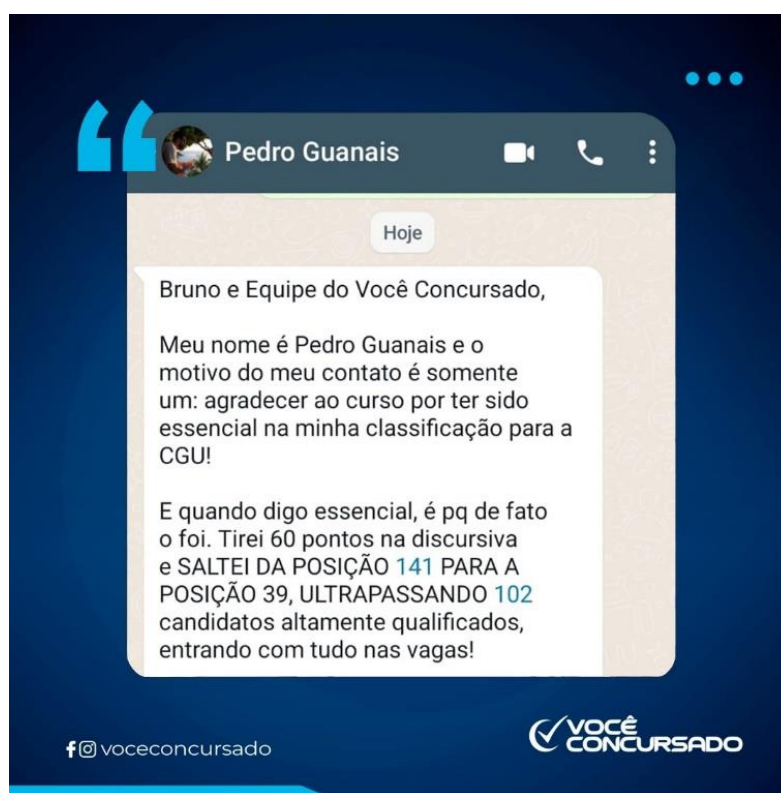 Pedro Guanais
Hoje
Bruno e Equipe do Você Concursado,
Meu nome é Pedro Guanais e o
motivo do meu contato é somente
um: agradecer ao curso por ter sido
essencial na minha classificação para a
CGU!
E quando digo essencial, é pq de fato
o foi. Tirei 60 pontos na discursiva
e SALTEI DA POSIÇÃO 141 PARA A
POSIÇÃO 39, ULTRAPASSANDO 102
candidatos altamente qualificados,
entrando com tudo nas vagas!
voceconcursado
VOCÊ
CONCURSADO